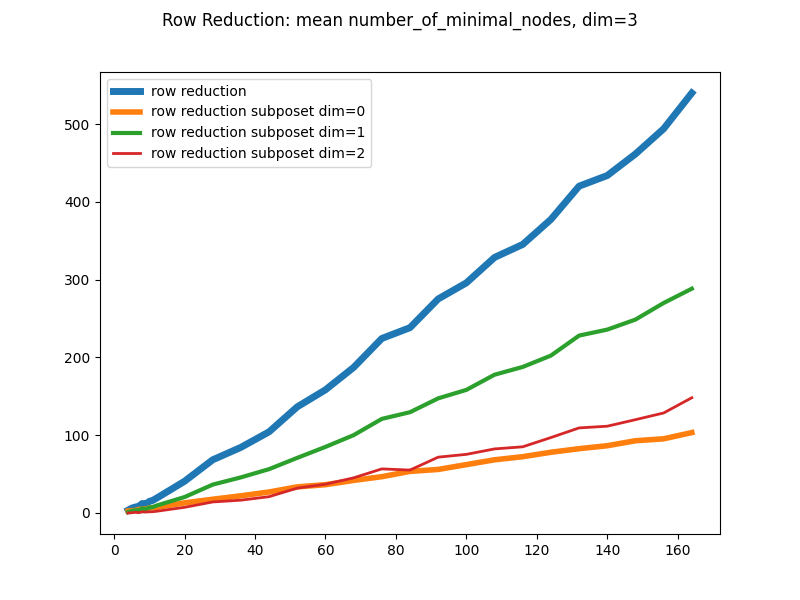 Row Reduction: mean number_of_minimal_nodes, dim=3
row reduction
row reduction subposet dim=0
row reduction subposet dim=1
row reduction subposet dim=2
500
400
300
200
100
0
0 20 40 60 80 100 120 140 160